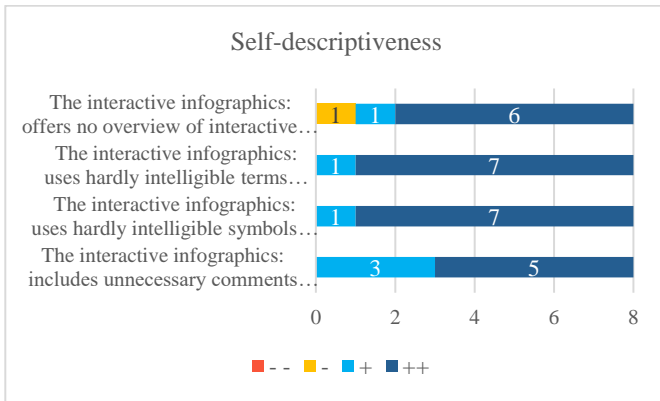 Self-descriptiveness
The interactive infographics:
offers no overview of interactive…
1 1 6
The interactive infographics:
uses hardly intelligible terms…
1 7
The interactive infographics:
uses hardly intelligible symbols…
1 7
The interactive infographics:
includes unnecessary comments…
3 5
0 2 4 6 8
- - - + ++